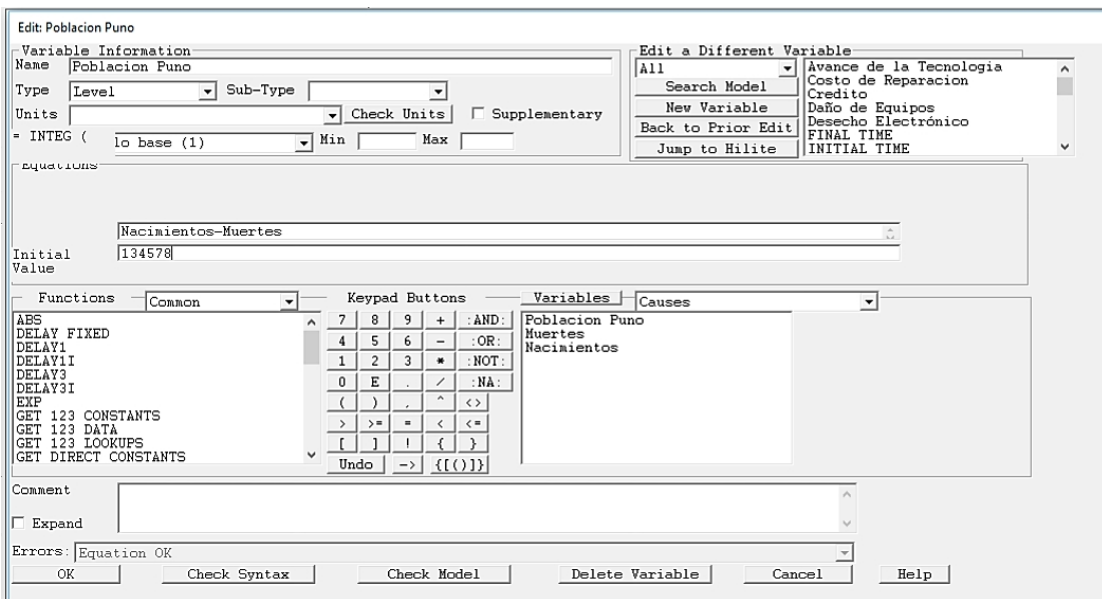 Edit: Poblacion Puno
Variable Information
Name Poblacion Puno
Type Level Sub-Type
Units Check Units Supplementary
= INTEG ( lo base (1) Min Max
Edit a Different Variable
All
Search Model
New Variable
Back to Prior Edit
Jump to Hilite
Avance de la Tecnologia
Costo de Reparacion
Credito
Daño de Equipos
Desecho Electrónico
FINAL TIME
INITIAL TIME
Equations
Nacimientos-Muertes
Initial Value 134578
Functions Common
ABS
DELAY FIXED
DELAY1
DELAY1I
DELAY3
DELAY3I
EXP
GET 123 CONSTANTS
GET 123 DATA
GET 123 LOOKUPS
GET DIRECT CONSTANTS
Keypad Buttons
7 8 9 + :AND:
4 5 6 - :OR:
1 2 3 * :NOT:
0 E . / :NA:
( ) , ^ <>
> >= = < <=
[ ] ! { }
Undo -> {[()]}
Variables Causes
Poblacion Puno
Muertes
Nacimientos
Comment
Expand
Errors: Equation OK
OK Check Syntax Check Model Delete Variable Cancel Help